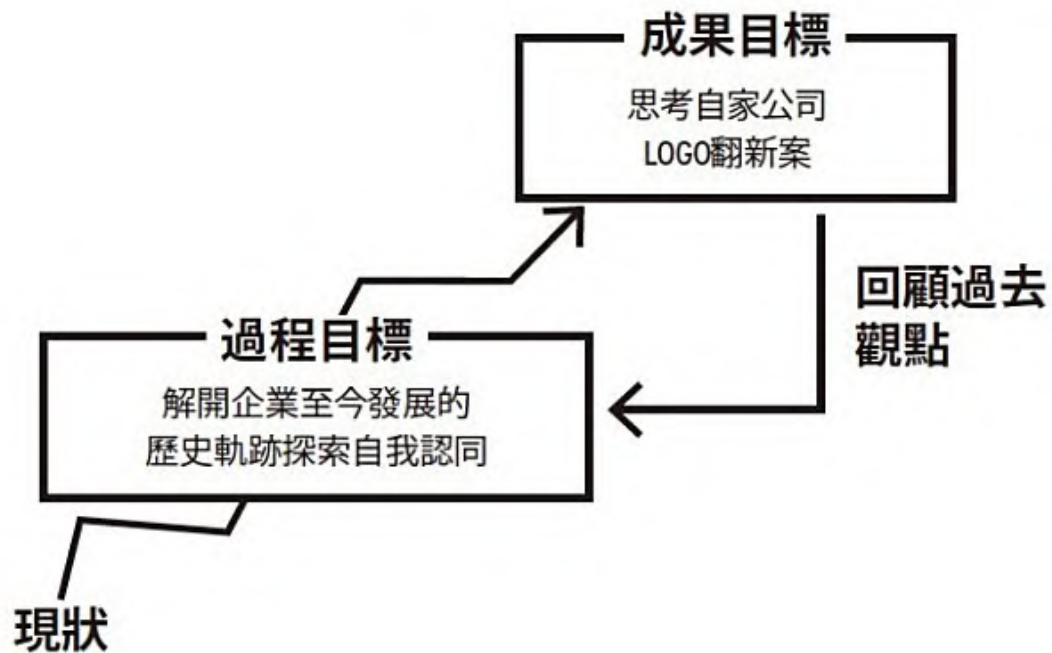 成果目標
思考自家公司
LOGO翻新案
回顧過去
觀點
過程目標
解開企業至今發展的
歷史軌跡探索自我認同
現狀